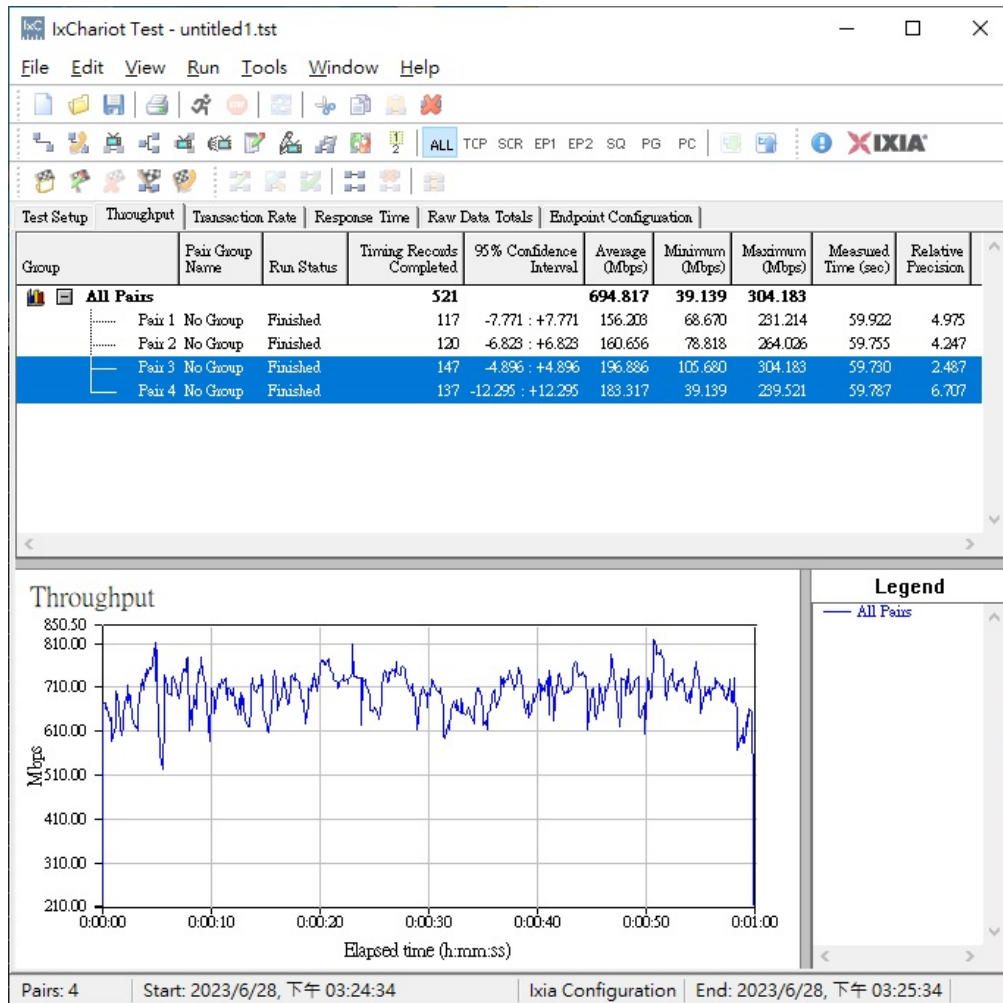 IxC IxChariot Test - untitled1.tst
File Edit View Run Tools Window Help
1 2 ALL TCP SCR EP1 EP2 SQ PG PC XIXIA
Test Setup Throughput Transaction Rate Response Time Raw Data Totals Endpoint Configuration
Group Pair Group Name Run Status Timing Records Completed 95% Confidence Interval Average (Mbps) Minimum (Mbps) Maximum (Mbps) Measured Time (sec) Relative Precision
All Pairs 521 694.817 39.139 304.183
Pair 1 No Group Finished 117 -7.771 : +7.771 156.203 68.670 231.214 59.922 4.975
Pair 2 No Group Finished 120 -6.823 : +6.823 160.656 78.818 264.026 59.755 4.247
Pair 3 No Group Finished 147 -4.896 : +4.896 196.886 105.680 304.183 59.730 2.487
Pair 4 No Group Finished 137 -12.295 : +12.295 183.317 39.139 239.521 59.787 6.707
Throughput
850.50
810.00
710.00
610.00
510.00
410.00
310.00
210.00
Mbps
0:00:00 0:00:10 0:00:20 0:00:30 0:00:40 0:00:50 0:01:00
Elapsed time (h:mm:ss)
Legend
All Pairs
Pairs: 4 Start: 2023/6/28, 下午 03:24:34 Ixia Configuration End: 2023/6/28, 下午 03:25:34